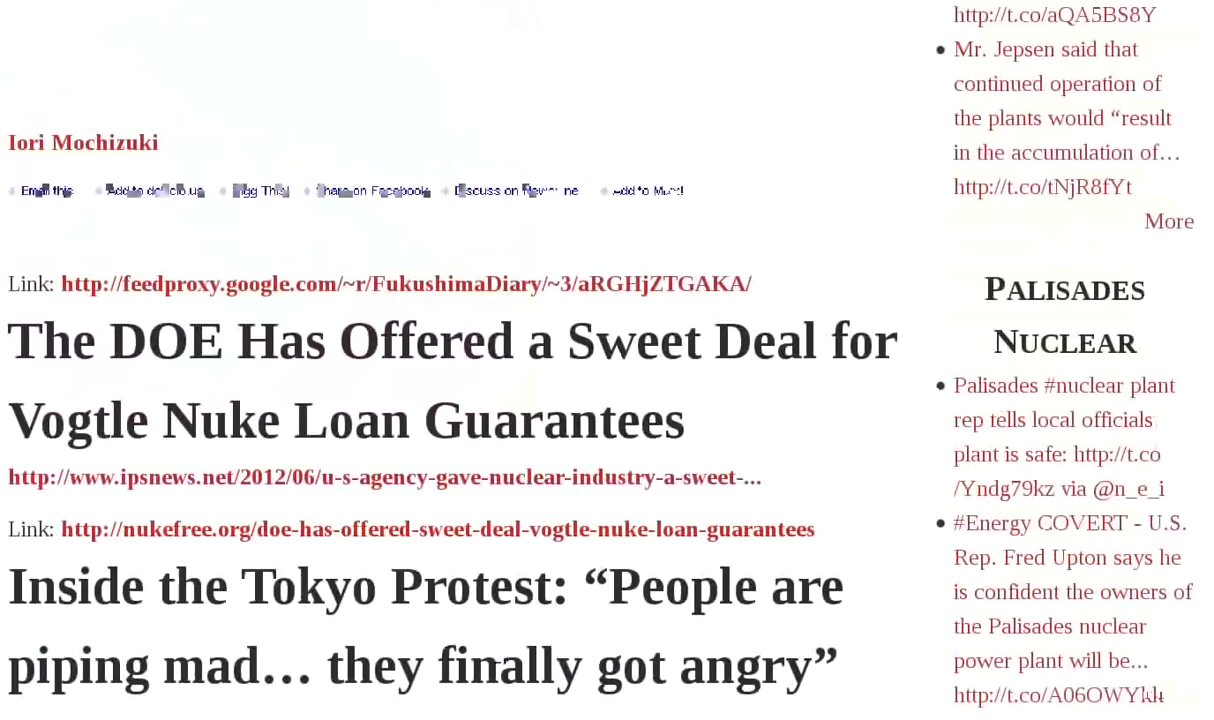 Iori Mochizuki
Email this Add to del.icio.us Digg This! Share on Facebook Discuss on Newsvine Add to
Link: http://feedproxy.google.com/~r/FukushimaDiary/~3/aRGHjZTGAKA/
The DOE Has Offered a Sweet Deal for
Vogtle Nuke Loan Guarantees
http://www.ipsnews.net/2012/06/u-s-agency-gave-nuclear-industry-a-sweet-...
Link: http://nukefree.org/doe-has-offered-sweet-deal-vogtle-nuke-loan-guarantees
Inside the Tokyo Protest: “People are
piping mad… they finally got angry”
http://t.co/aQA5BS8Y
Mr. Jepsen said that
continued operation of
the plants would “result
in the accumulation of…
http://t.co/tNjR8fYt
More
PALISADES
NUCLEAR
Palisades #nuclear plant
rep tells local officials
plant is safe: http://t.co
/Yndg79kz via @n_e_i
#Energy COVERT - U.S.
Rep. Fred Upton says he
is confident the owners of
the Palisades nuclear
power plant will be...